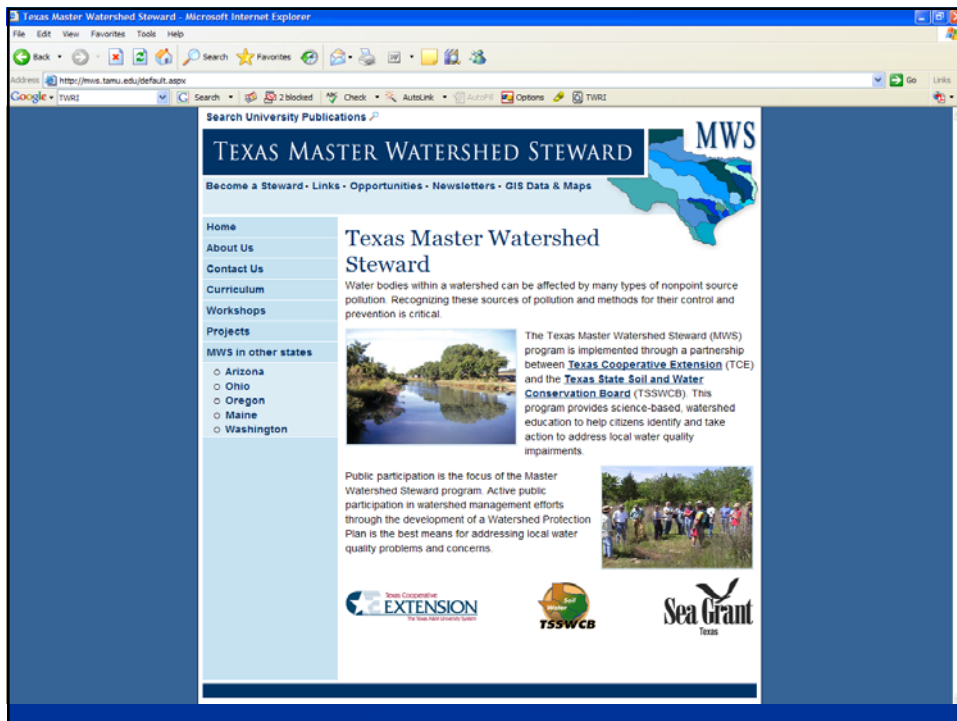 Texas Master Watershed Steward - Microsoft Internet Explorer
File Edit View Favorites Tools Help
Back Search Favorites
Address http://mws.tamu.edu/default.aspx Go Links
Google TWRI Search 2 blocked Check AutoLink AutoFill Options TWRI
Search University Publications
TEXAS MASTER WATERSHED STEWARD
MWS
Become a Steward • Links • Opportunities • Newsletters • GIS Data & Maps
Home
About Us
Contact Us
Curriculum
Workshops
Projects
MWS in other states
Arizona
Ohio
Oregon
Maine
Washington
Texas Master Watershed
Steward
Water bodies within a watershed can be affected by many types of nonpoint source
pollution. Recognizing these sources of pollution and methods for their control and
prevention is critical.
The Texas Master Watershed Steward (MWS)
program is implemented through a partnership
between Texas Cooperative Extension (TCE)
and the Texas State Soil and Water
Conservation Board (TSSWCB). This
program provides science-based, watershed
education to help citizens identify and take
action to address local water quality
impairments.
Public participation is the focus of the Master
Watershed Steward program. Active public
participation in watershed management efforts
through the development of a Watershed Protection
Plan is the best means for addressing local water
quality problems and concerns.
Texas Cooperative
EXTENSION
The Texas A&M University System
Soil
Water
TSSWCB
Sea Grant
Texas